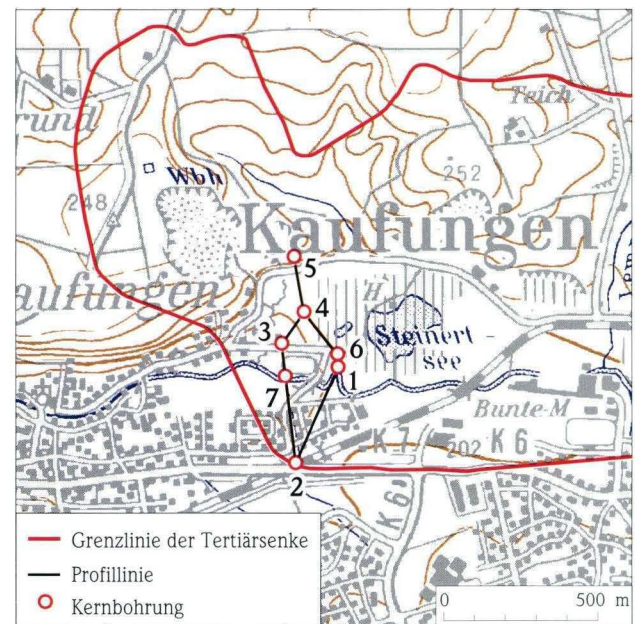 Teich
rund
Wbh
252
248
Kaufungen
5
aufungen
4
H
3
Steinert-
see
6
1
7
Bunte-M
K 7
202
K 6
2
K 6
Grenzlinie der Tertiärsenke
Profillinie
Kernbohrung
0
500 m